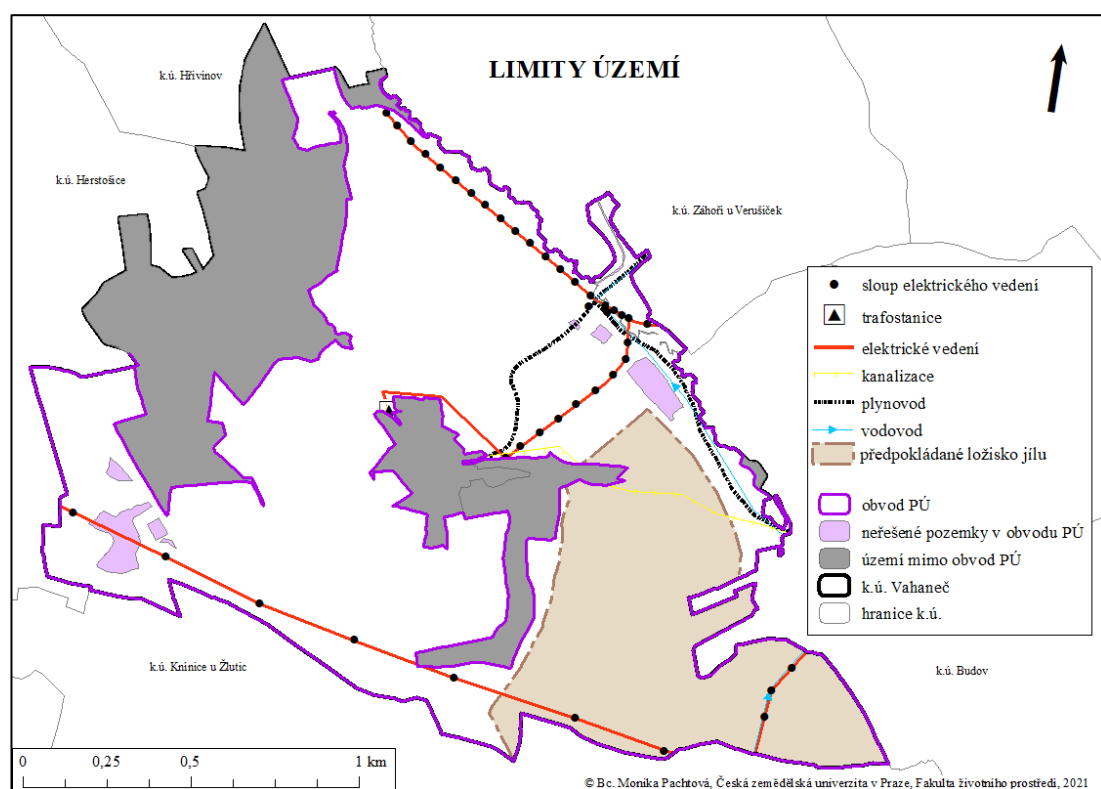 LIMITY ÚZEMÍ
k.ú. Hřivínov
k.ú. Herstošice
k.ú. Záhoří u Verušiček
sloup elektrického vedení
trafostanice
elektrické vedení
kanalizace
plynovod
vodovod
předpokládané ložisko jílu
obvod PÚ
neřešené pozemky v obvodu PÚ
území mimo obvod PÚ
k.ú. Vahaneč
hranice k.ú.
k.ú. Knínice u Žlutic
k.ú. Budov
0 0,25 0,5 1 km
© Bc. Monika Pachtová, Česká zemědělská univerzita v Praze, Fakulta životního prostředí, 2021